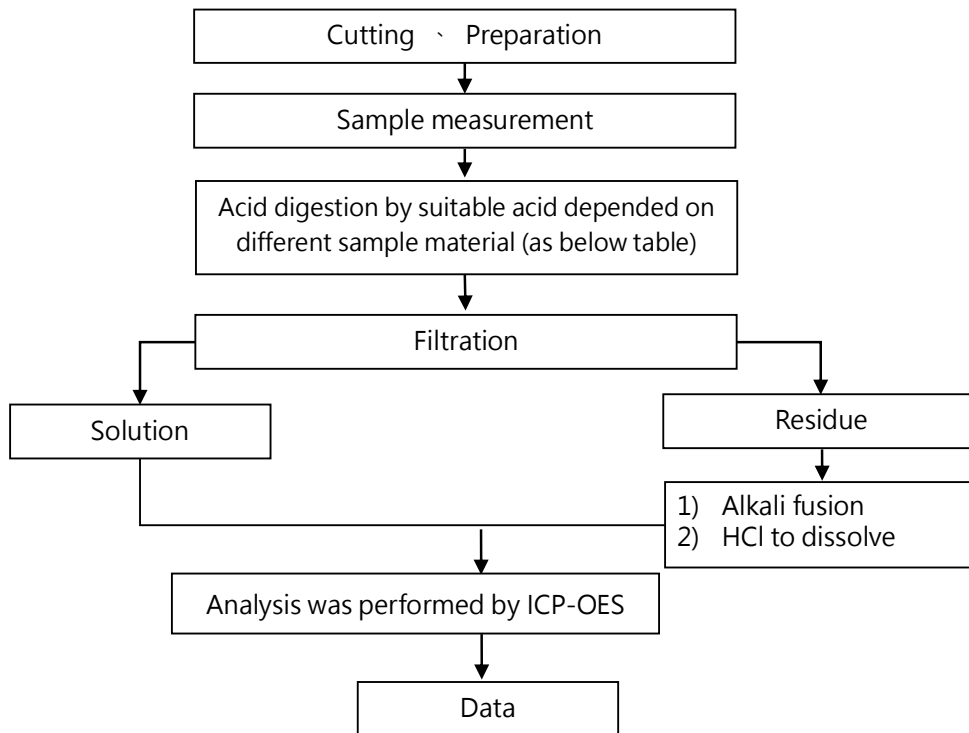 Cutting 、 Preparation
Sample measurement
Acid digestion by suitable acid depended on
different sample material (as below table)
Filtration
Solution
Residue
1) Alkali fusion
2) HCl to dissolve
Analysis was performed by ICP-OES
Data